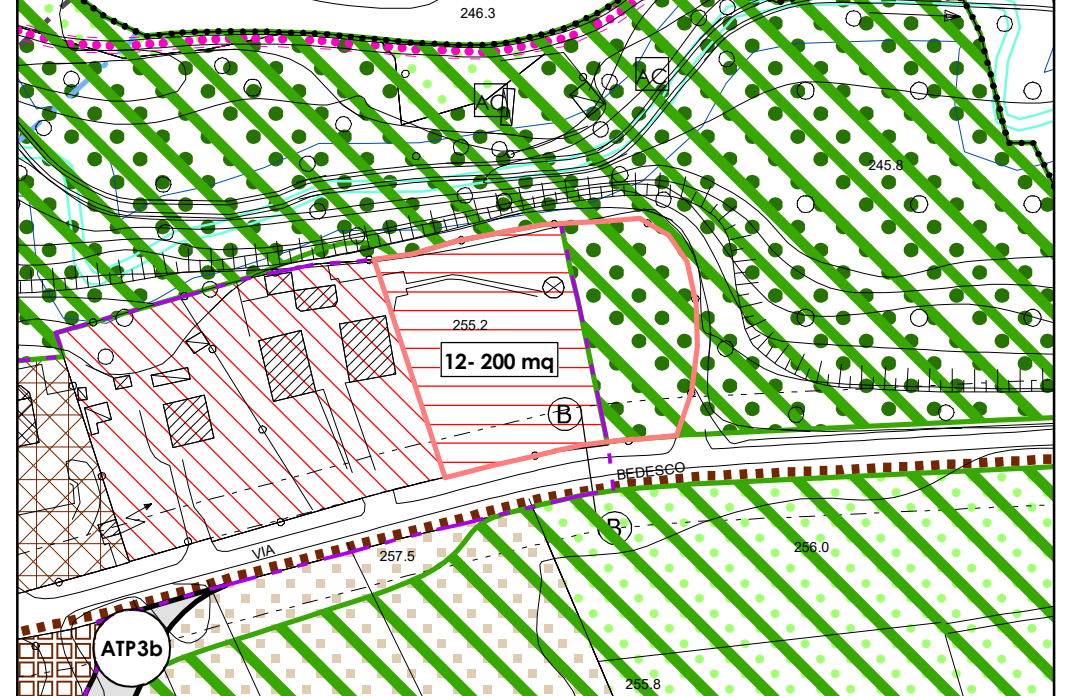 246.3
AC
AC
245.8
255.2
12- 200 mq
B
BEDESCO
B
VIA
257.5
256.0
ATP3b
255.8